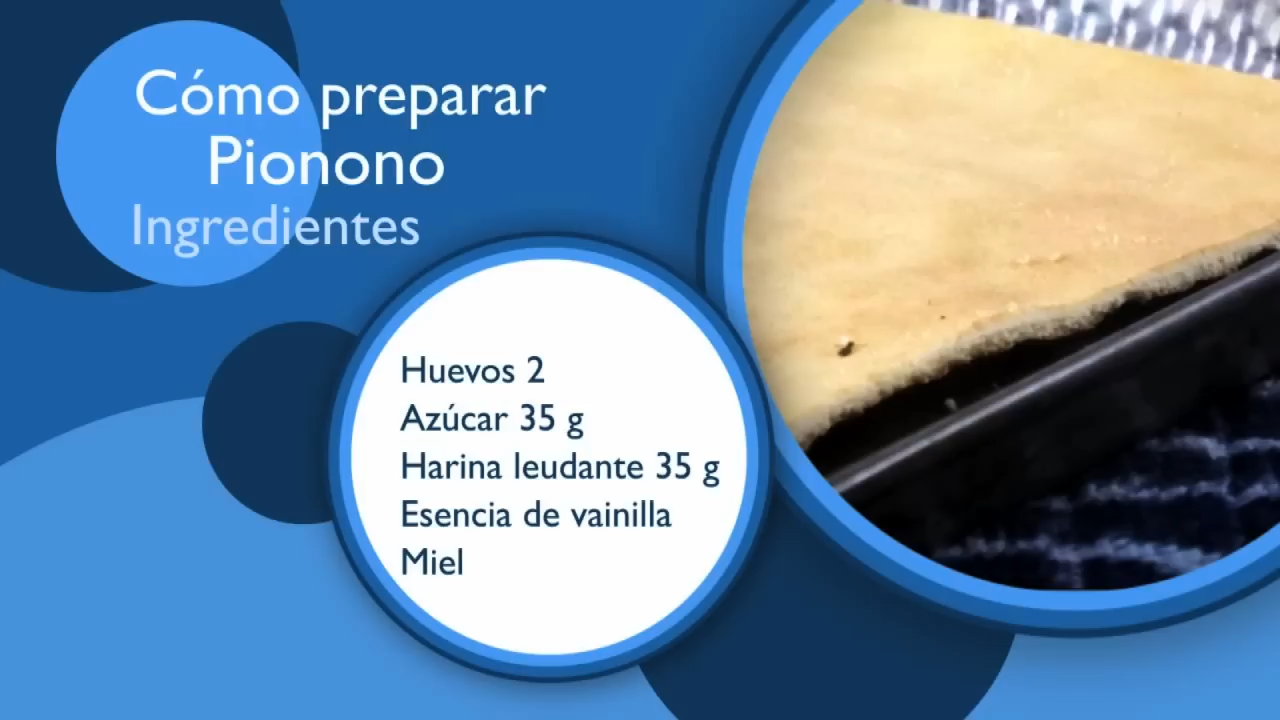 Cómo preparar
Pionono
Ingredientes
Huevos 2
Azúcar 35 g
Harina leudante 35 g
Esencia de vainilla
Miel